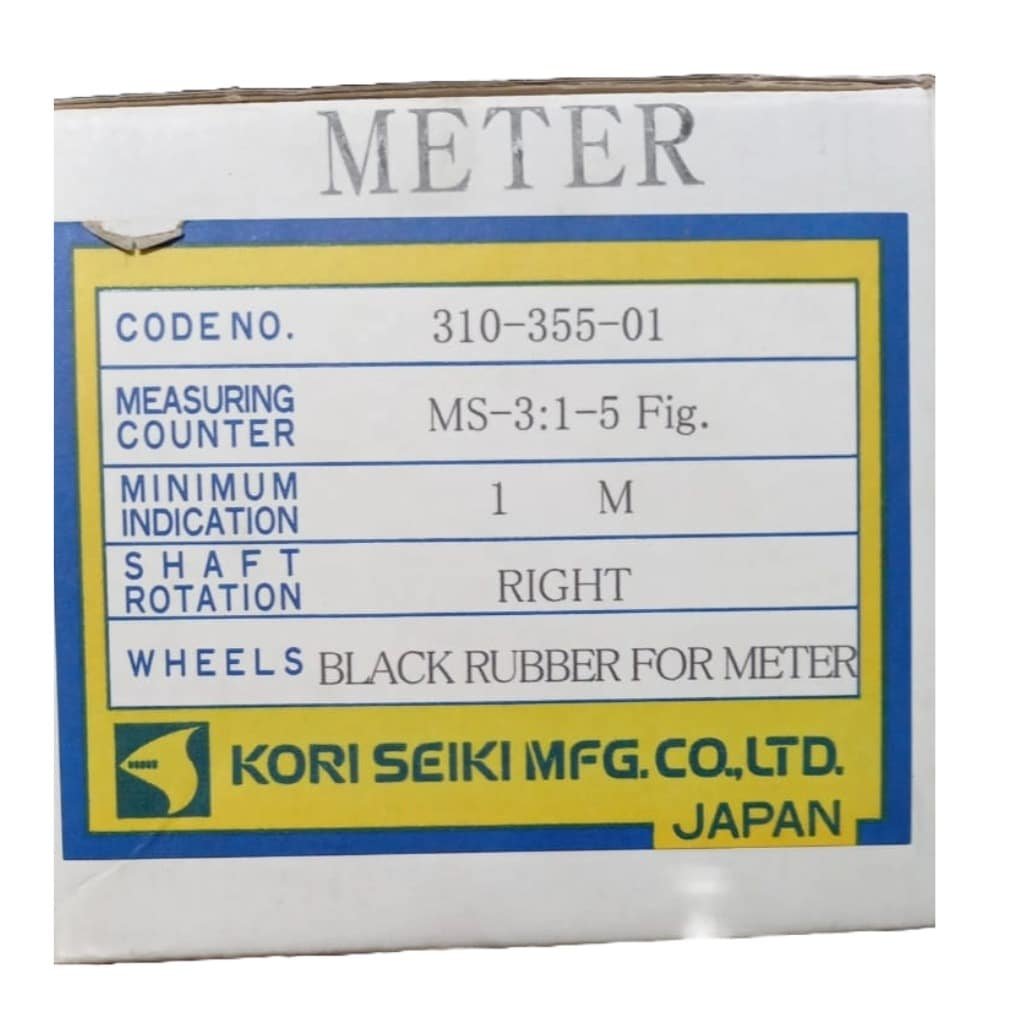 METER
CODE NO. 310-355-01
MEASURING COUNTER MS-3:1-5 Fig.
MINIMUM INDICATION 1 M
SHAFT ROTATION RIGHT
WHEELS BLACK RUBBER FOR METER
KORI SEIKI MFG. CO., LTD.
JAPAN